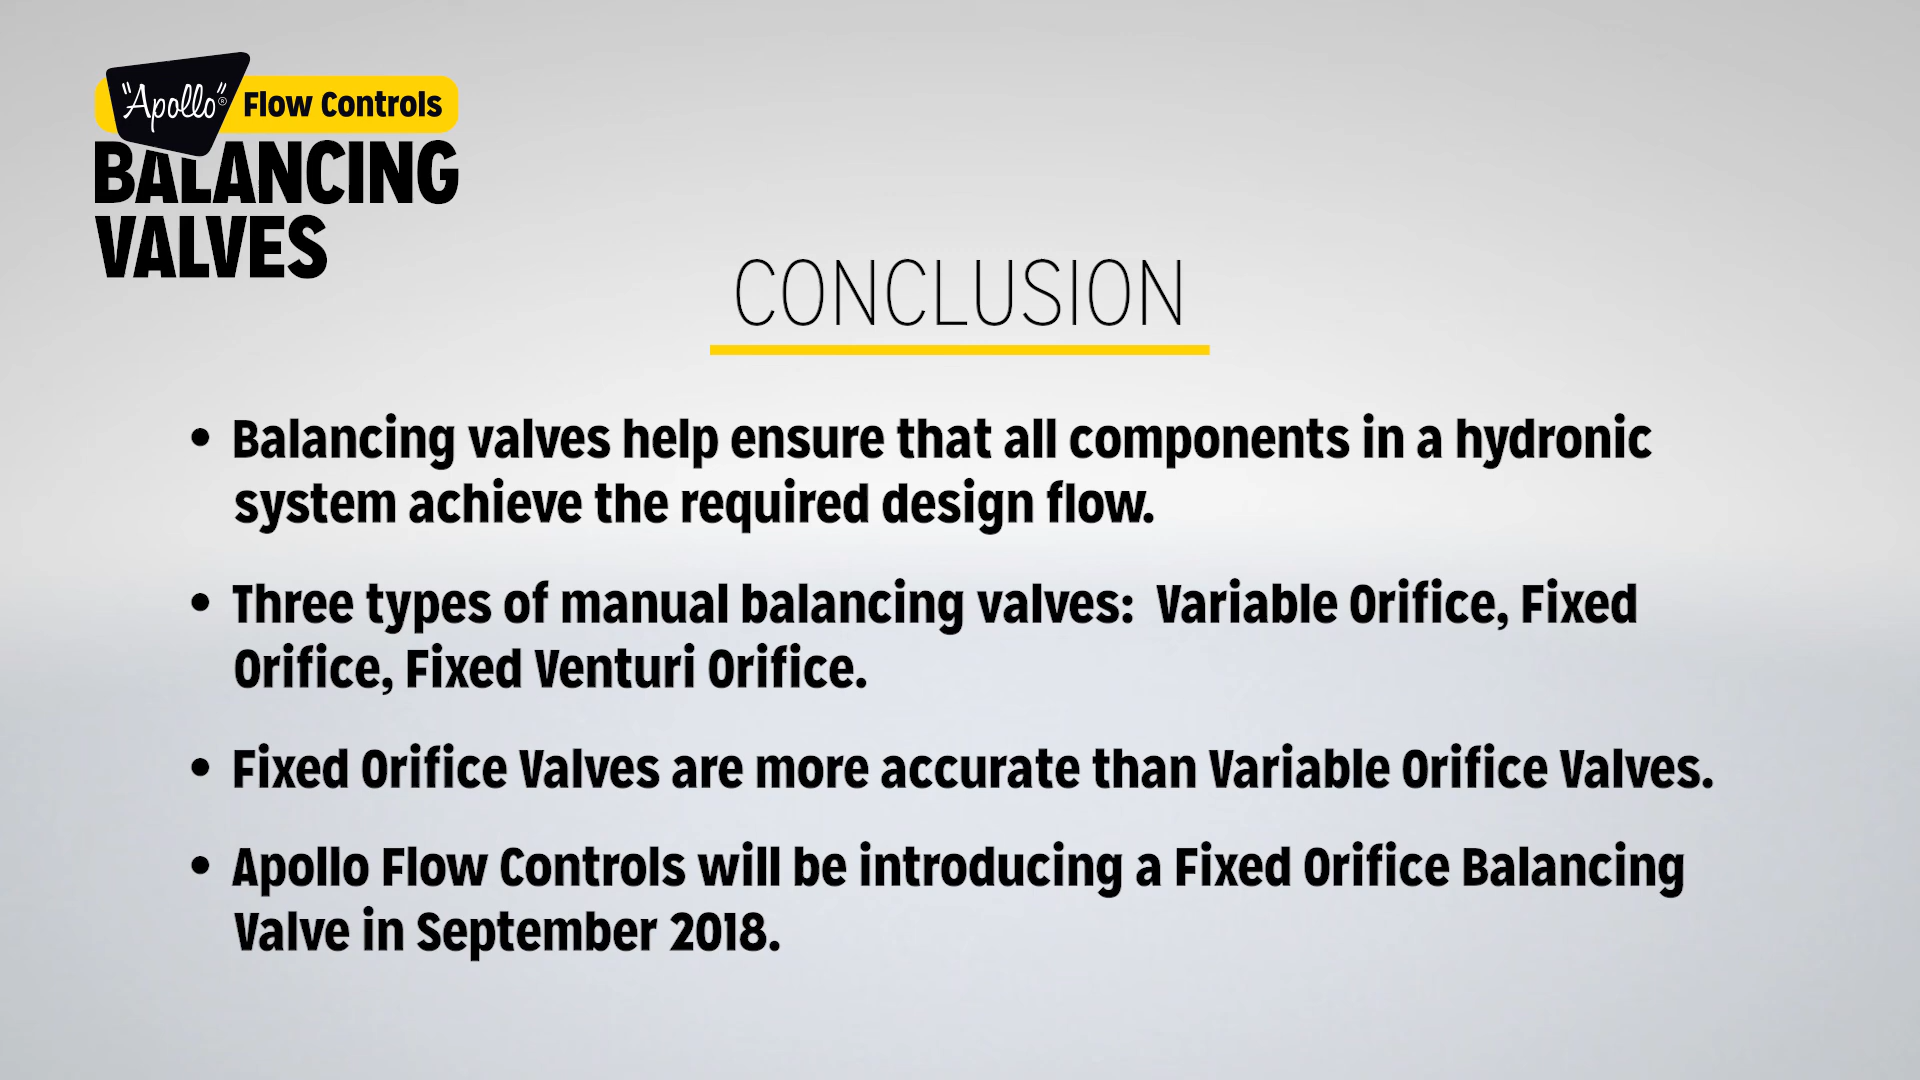 "Apollo"® Flow Controls
BALANCING
VALVES
CONCLUSION
• Balancing valves help ensure that all components in a hydronic
system achieve the required design flow.
• Three types of manual balancing valves:  Variable Orifice, Fixed
Orifice, Fixed Venturi Orifice.
• Fixed Orifice Valves are more accurate than Variable Orifice Valves.
• Apollo Flow Controls will be introducing a Fixed Orifice Balancing
Valve in September 2018.